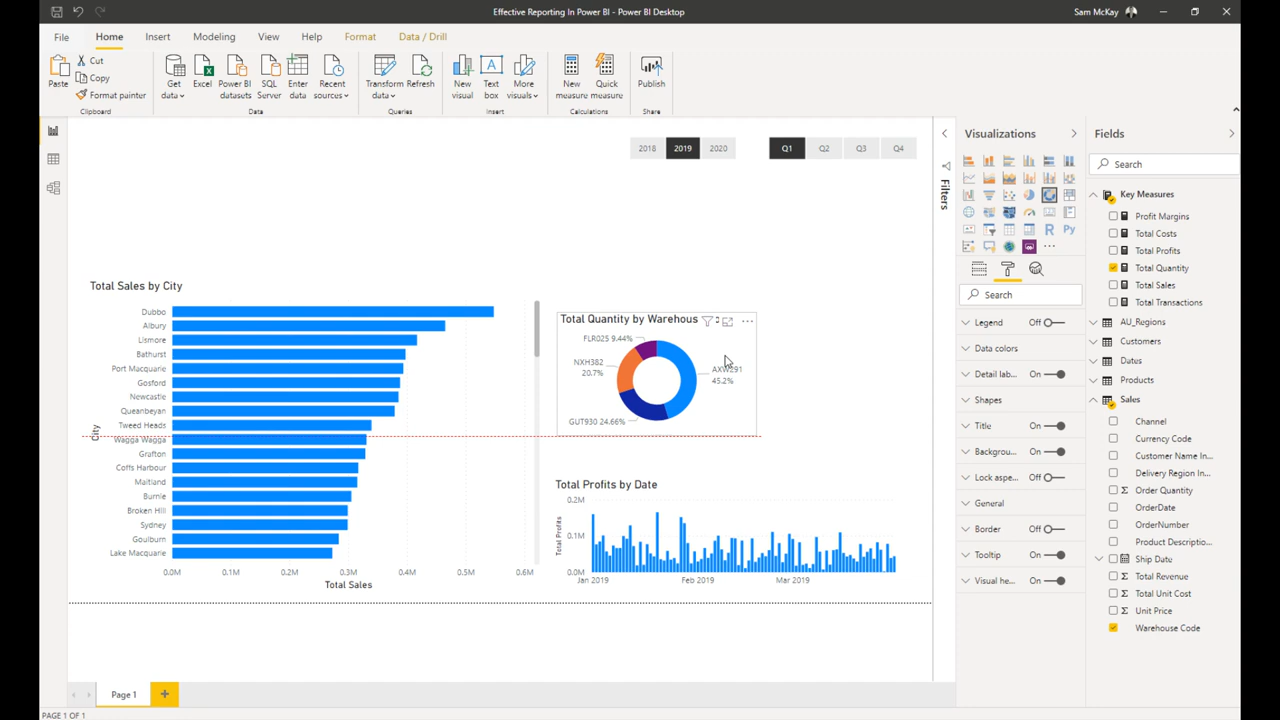 Effective Reporting In Power BI - Power BI Desktop
Sam McKay
File Home Insert Modeling View Help Format Data / Drill
Paste
Cut
Copy
Format painter
Get data
Excel
Power BI datasets
SQL Server
Enter data
Recent sources
Transform data
Refresh
New visual
Text box
More visuals
New measure
Quick measure
Publish
Clipboard
Data
Queries
Insert
Calculations
Share
2018 2019 2020
Q1 Q2 Q3 Q4
Total Sales by City
City
Dubbo
Albury
Lismore
Bathurst
Port Macquarie
Gosford
Newcastle
Queanbeyan
Tweed Heads
Wagga Wagga
Grafton
Coffs Harbour
Maitland
Burnie
Broken Hill
Sydney
Goulburn
Lake Macquarie
0.0M 0.1M 0.2M 0.3M 0.4M 0.5M 0.6M
Total Sales
Total Quantity by Warehous
FLR025 9.44%
NXH382
20.7%
AXW291
45.2%
GUT930 24.66%
Total Profits by Date
Total Profits
0.2M
0.1M
0.0M
Jan 2019 Feb 2019 Mar 2019
Filters
Visualizations
R Py
Search
Legend Off
Data colors
Detail lab... On
Shapes
Title On
Backgrou... On
Lock aspe... Off
General
Border Off
Tooltip On
Visual he... On
Fields
Search
Key Measures
Profit Margins
Total Costs
Total Profits
Total Quantity
Total Sales
Total Transactions
AU_Regions
Customers
Dates
Products
Sales
Channel
Currency Code
Customer Name In...
Delivery Region In...
Σ Order Quantity
OrderDate
OrderNumber
Product Descriptio...
Ship Date
Σ Total Revenue
Σ Total Unit Cost
Σ Unit Price
Warehouse Code
Page 1
PAGE 1 OF 1